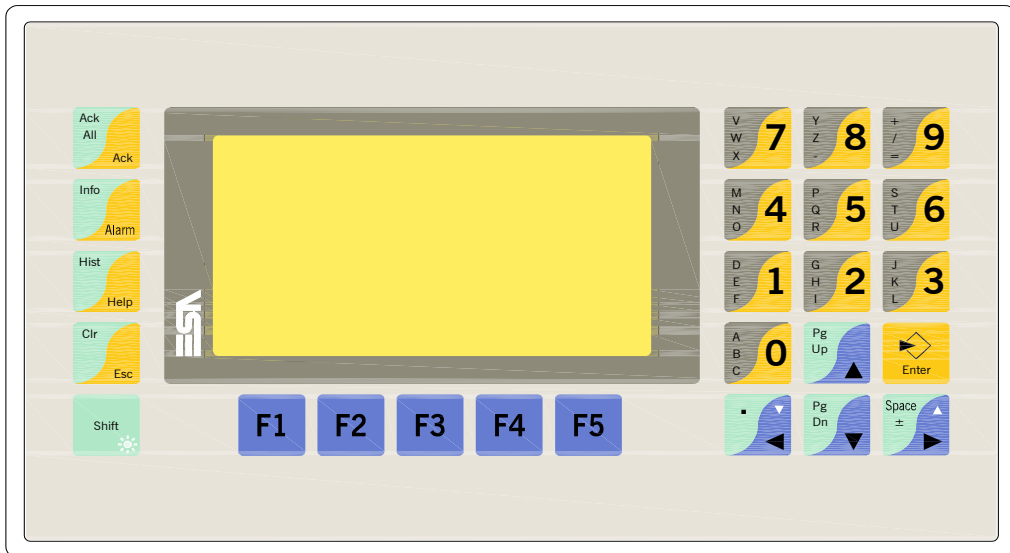 Ack
All
Ack
Info
Alarm
Hist
Help
Clr
Esc
Shift
ESA
F1
F2
F3
F4
F5
V
W
X
7
Y
Z
-
8
+
/
=
9
M
N
O
4
P
Q
R
5
S
T
U
6
D
E
F
1
G
H
I
2
J
K
L
3
A
B
C
0
Pg
Up
Enter
.
Pg
Dn
Space
±